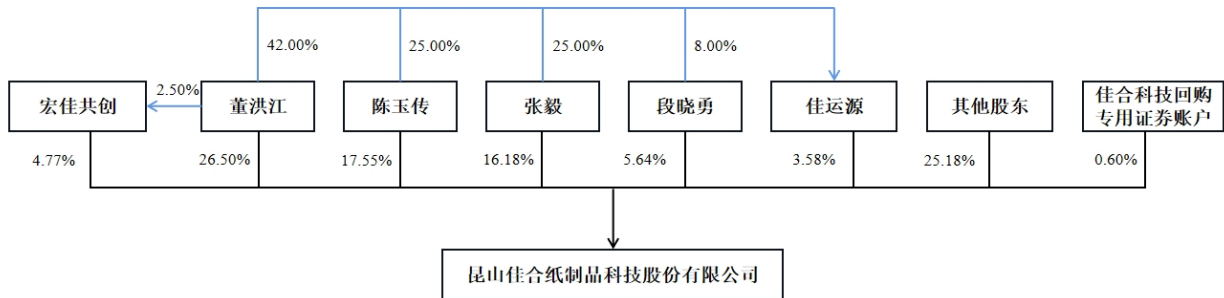 42.00%
25.00%
25.00%
8.00%
2.50%
宏佳共创
董洪江
陈玉传
张毅
段晓勇
佳运源
其他股东
佳合科技回购
专用证券账户
4.77%
26.50%
17.55%
16.18%
5.64%
3.58%
25.18%
0.60%
昆山佳合纸制品科技股份有限公司